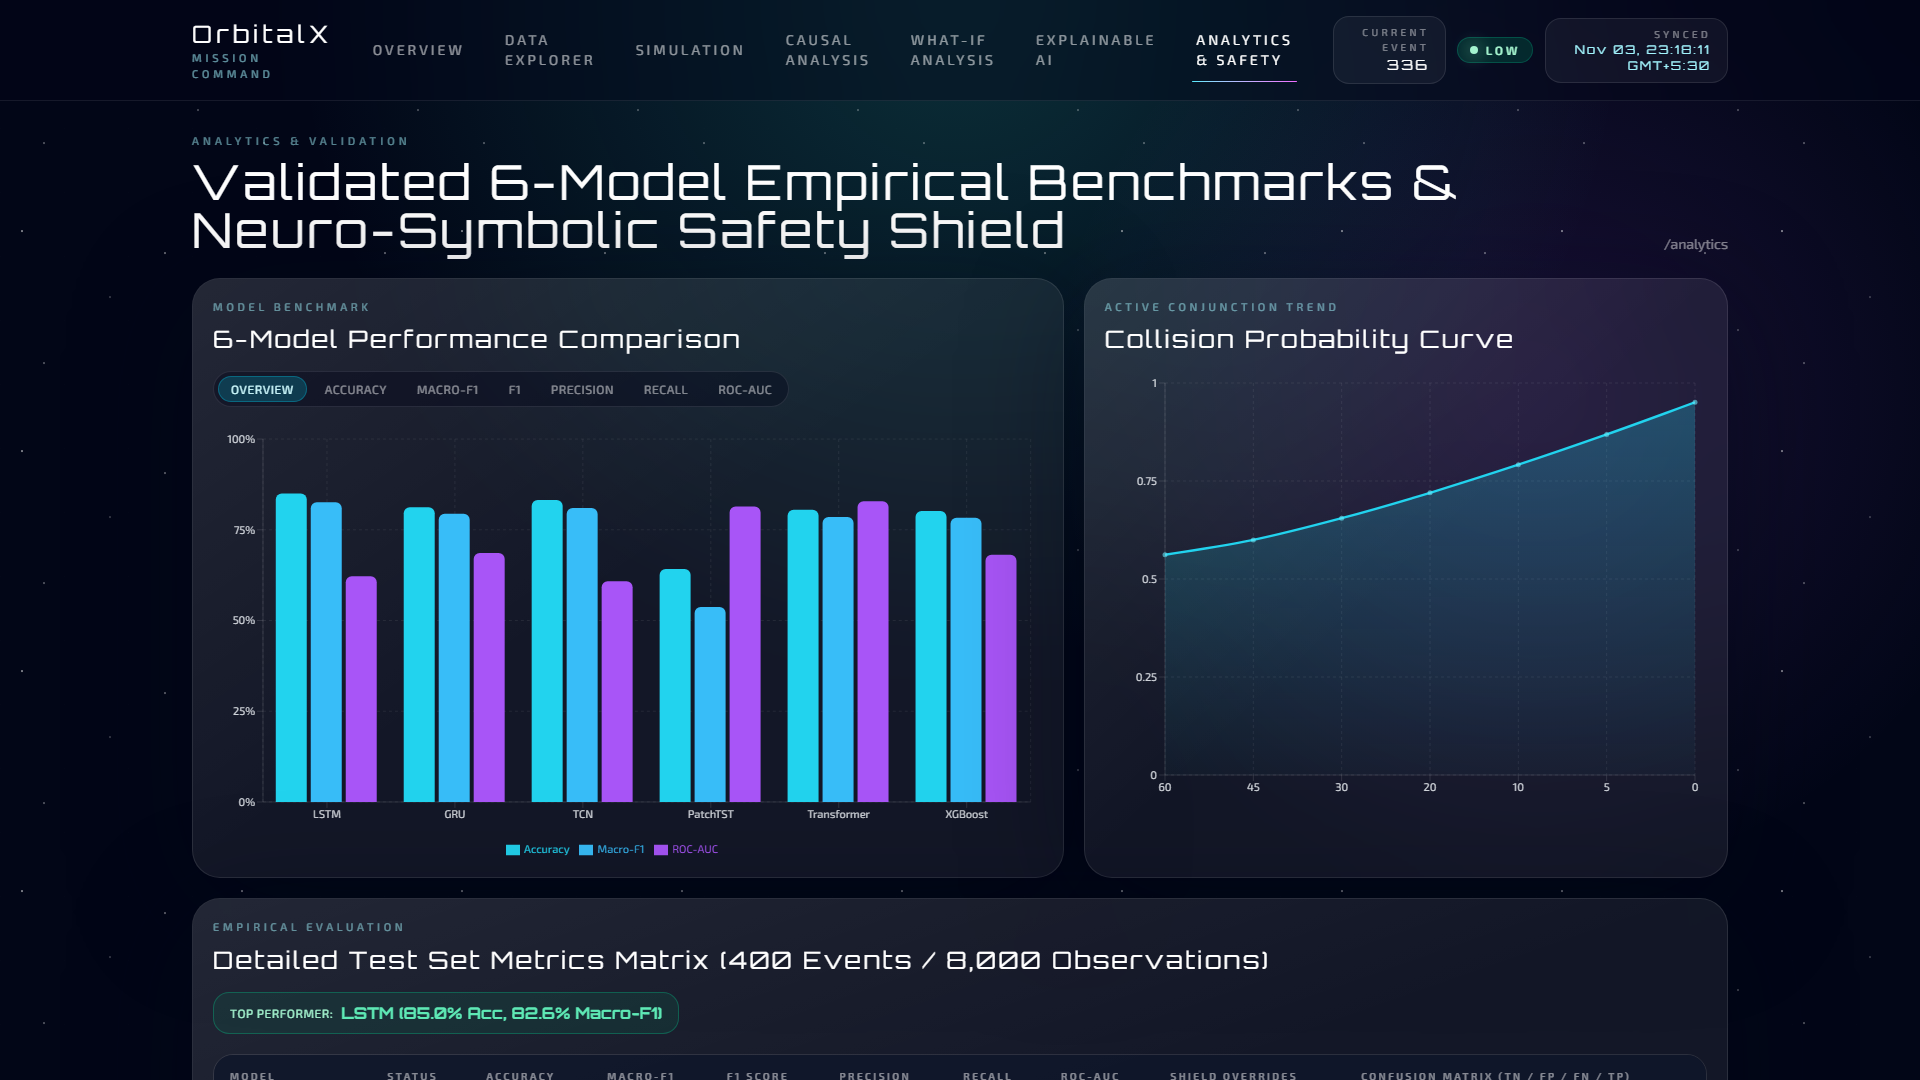 OrbitalX
MISSION
COMMAND
OVERVIEW
DATA
EXPLORER
SIMULATION
CAUSAL
ANALYSIS
WHAT-IF
ANALYSIS
EXPLAINABLE
AI
ANALYTICS
& SAFETY
CURRENT
EVENT
336
LOW
SYNCED
Nov 03, 23:18:11
GMT+5:30
ANALYTICS & VALIDATION
Validated 6-Model Empirical Benchmarks &
Neuro-Symbolic Safety Shield
/analytics
MODEL BENCHMARK
6-Model Performance Comparison
OVERVIEW ACCURACY MACRO-F1 F1 PRECISION RECALL ROC-AUC
100%
75%
50%
25%
0%
LSTM GRU TCN PatchTST Transformer XGBoost
Accuracy Macro-F1 ROC-AUC
ACTIVE CONJUNCTION TREND
Collision Probability Curve
1
0.75
0.5
0.25
0
60 45 30 20 10 5 0
EMPIRICAL EVALUATION
Detailed Test Set Metrics Matrix (400 Events / 8,000 Observations)
TOP PERFORMER: LSTM (85.0% Acc, 82.6% Macro-F1)
MODEL STATUS ACCURACY MACRO-F1 F1 SCORE PRECISION RECALL ROC-AUC SHIELD OVERRIDES CONFUSION MATRIX (TN / FP / FN / TP)